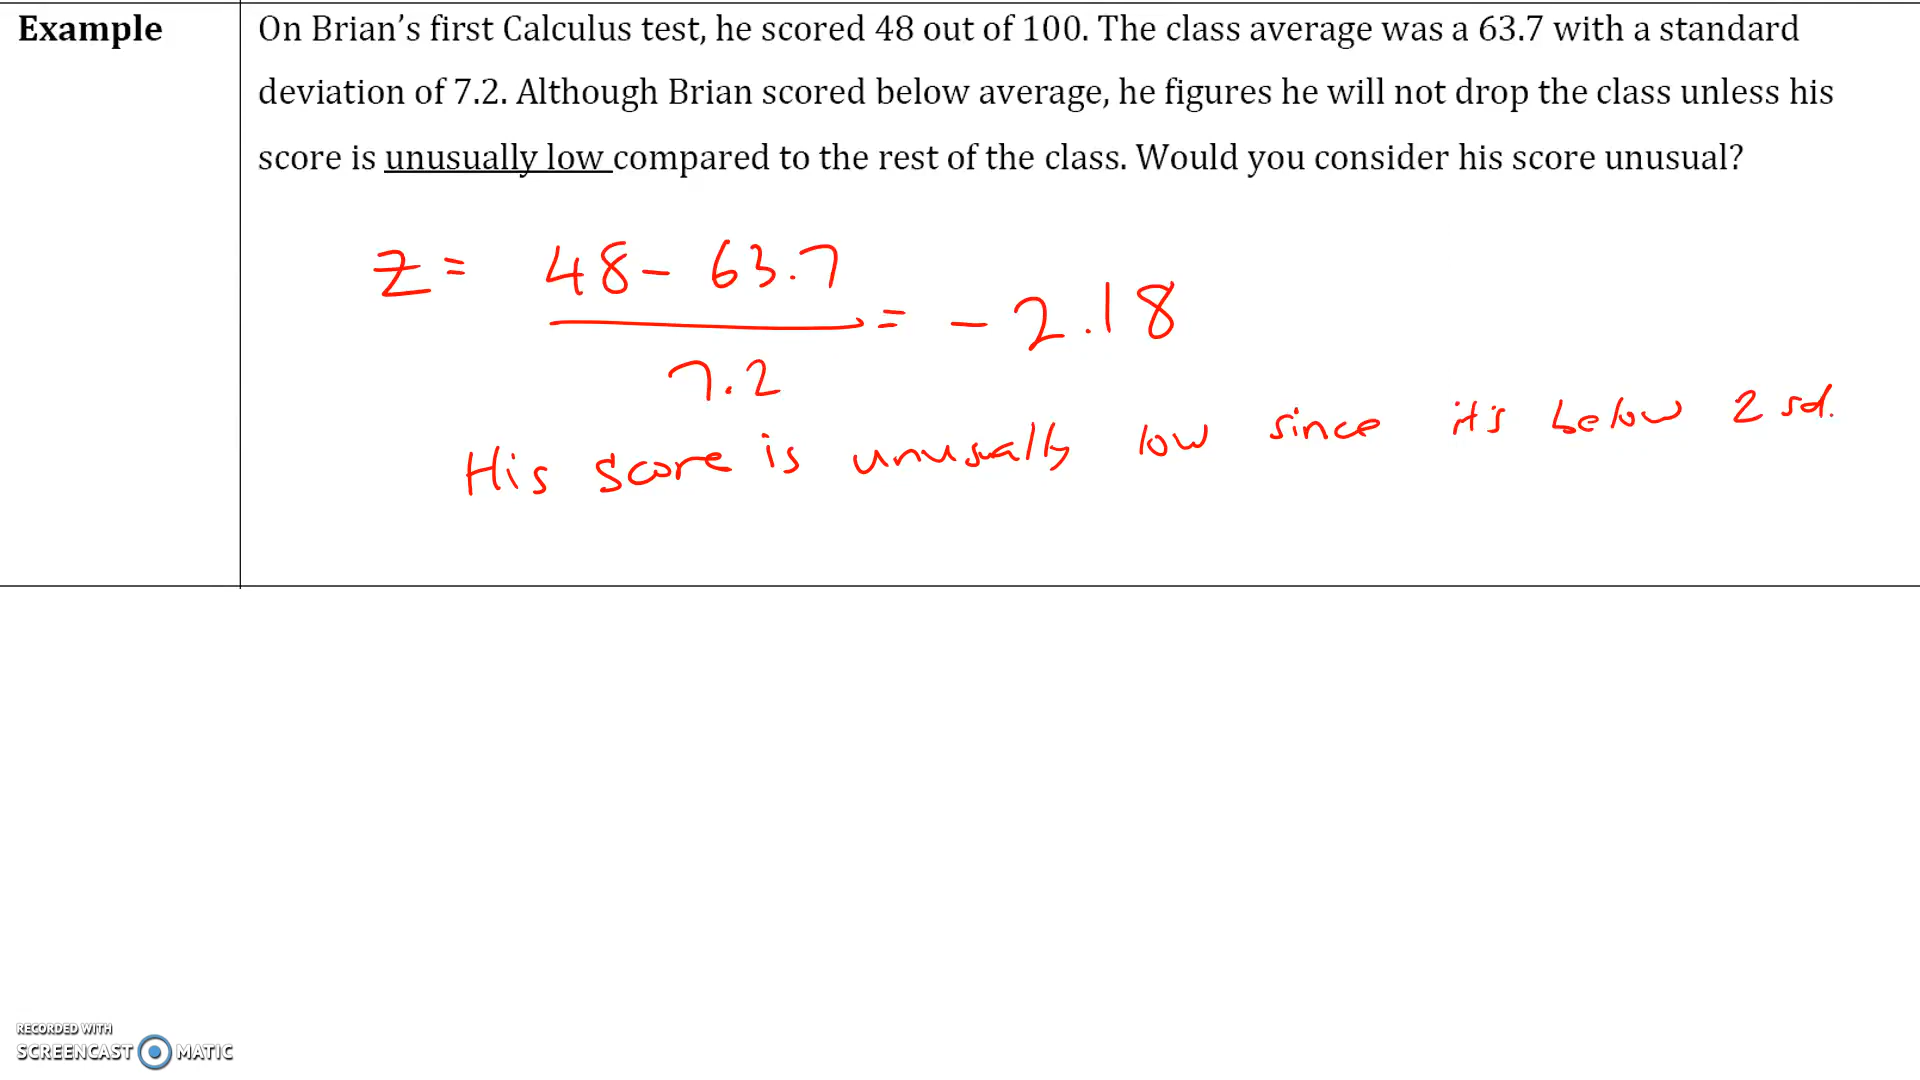 Example
On Brian’s first Calculus test, he scored 48 out of 100. The class average was a 63.7 with a standard
deviation of 7.2. Although Brian scored below average, he figures he will not drop the class unless his
score is unusually low compared to the rest of the class. Would you consider his score unusual?
z = 48 - 63.7
= - 2.18
7.2
His score is unusually low since it's below 2 sd.
RECORDED WITH
SCREENCAST MATIC